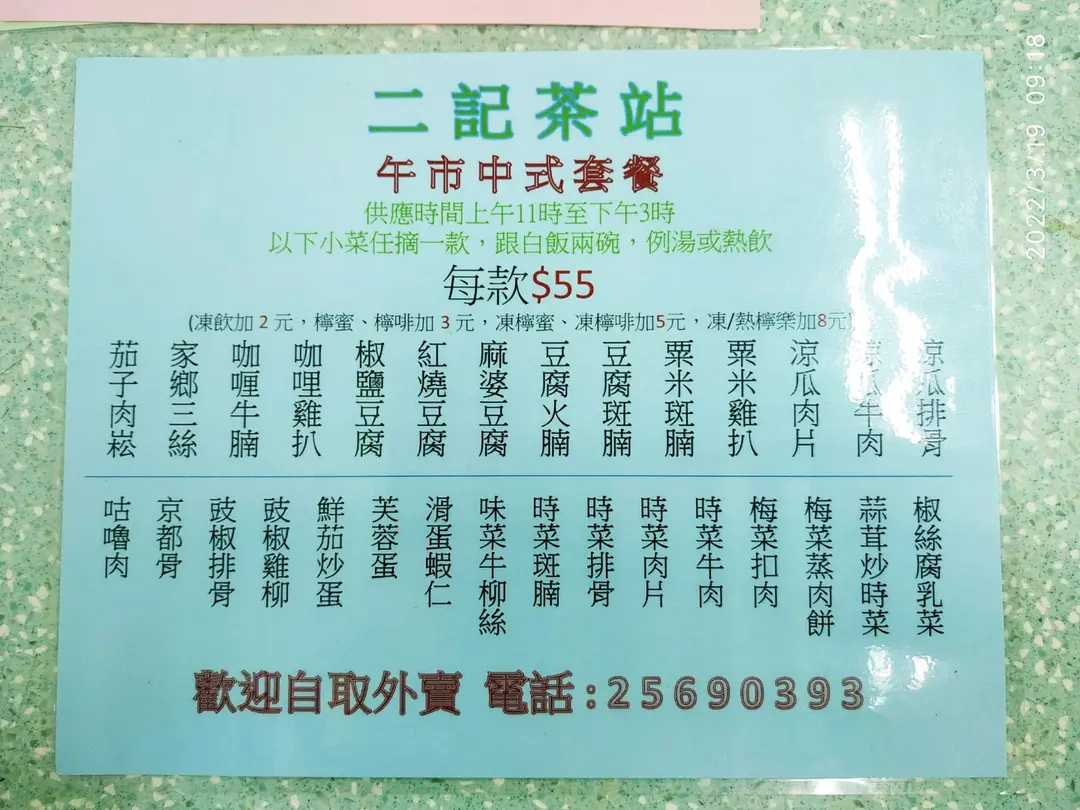 二記茶站
午市中式套餐
供應時間上午11時至下午3時
以下小菜任摘一款，跟白飯兩碗，例湯或熱飲
每款$55
(凍飲加 2 元，檸蜜、檸啡加 3 元，凍檸蜜、凍檸啡加5元，凍/熱檸樂加8元)
涼瓜排骨
涼瓜牛肉
涼瓜肉片
粟米雞扒
粟米斑腩
豆腐斑腩
豆腐火腩
麻婆豆腐
紅燒豆腐
椒鹽豆腐
咖哩雞扒
咖喱牛腩
家鄉三絲
茄子肉崧
椒絲腐乳菜
蒜茸炒時菜
梅菜蒸肉餅
梅菜扣肉
時菜牛肉
時菜肉片
時菜排骨
時菜斑腩
味菜牛柳絲
滑蛋蝦仁
芙蓉蛋
鮮茄炒蛋
豉椒雞柳
豉椒排骨
京都骨
咕嚕肉
歡迎自取外賣 電話:25690393
2022/3/19 09:18